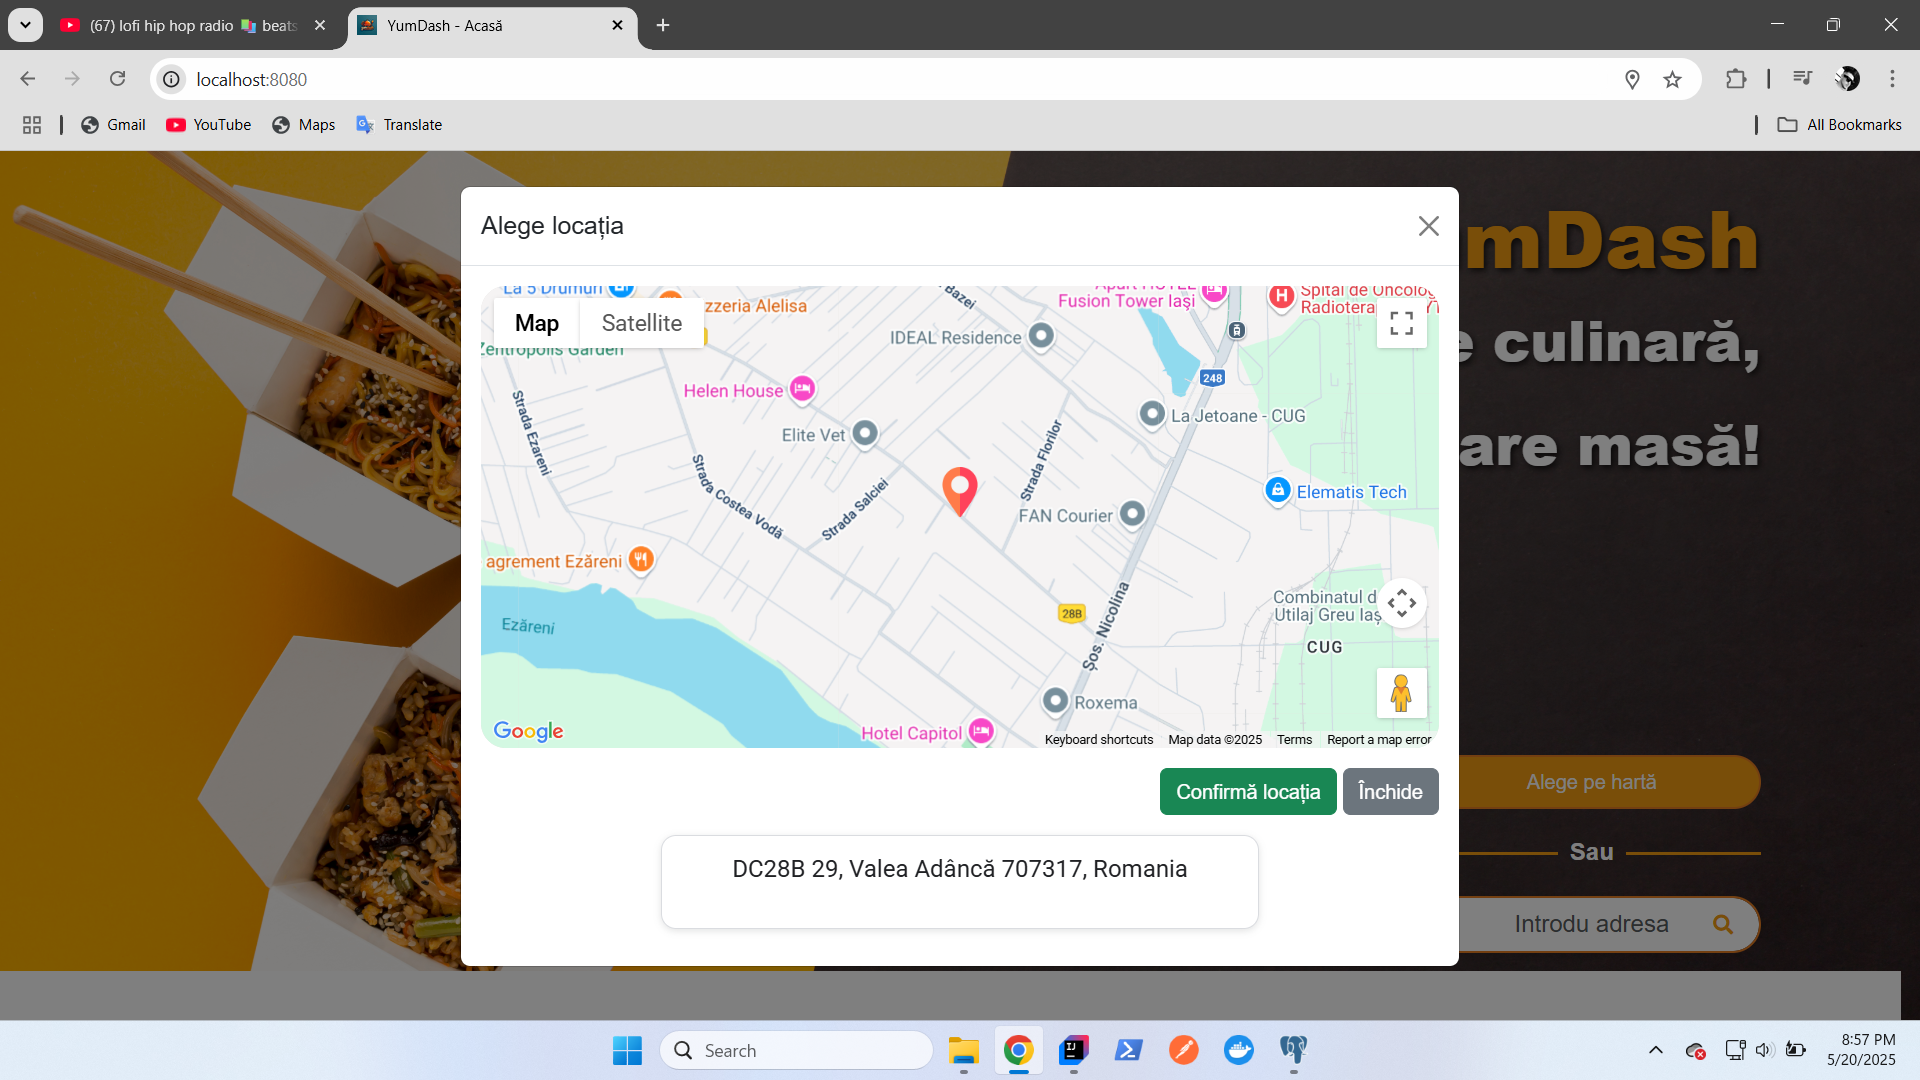 (67) lofi hip hop radio 📚 beats
YumDash - Acasă
localhost:8080
Gmail
YouTube
Maps
Translate
All Bookmarks
Alege locația
mDash
culinară,
are masă!
Map
Satellite
La 5 Drumuri
zzeria Alelisa
Zentropolis Garden
Fusion Tower Iași
Spital de Oncolog
Radiotera
IDEAL Residence
248
Helen House
La Jetoane - CUG
Elite Vet
Strada Ezareni
Strada Costea Vodă
Strada Salciei
Strada Florilor
Bazei
Elematis Tech
FAN Courier
agrement Ezăreni
Ezăreni
28B
Șos. Nicolina
Combinatul d
Utilaj Greu Iaș
CUG
Roxema
Hotel Capitol
Google
Keyboard shortcuts
Map data ©2025
Terms
Report a map error
Confirmă locația
Închide
Alege pe hartă
Sau
Introdu adresa
DC28B 29, Valea Adâncă 707317, Romania
Search
IJ
8:57 PM
5/20/2025